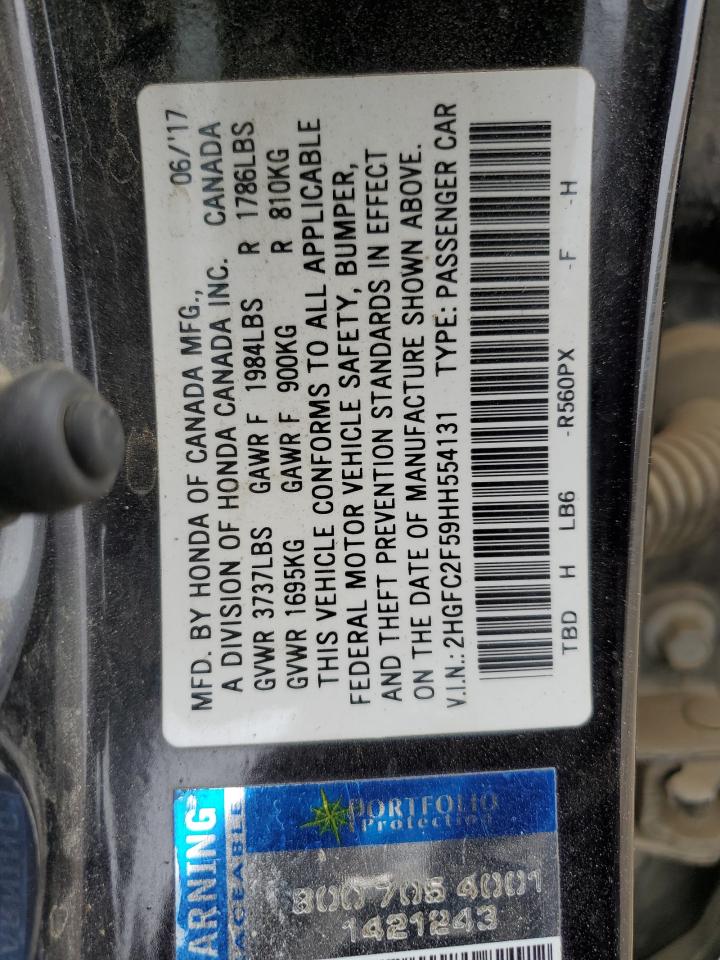 MFD. BY HONDA OF CANADA MFG., 06/'17
A DIVISION OF HONDA CANADA INC. CANADA
GVWR 3737LBS GAWR F 1984LBS R 1786LBS
GVWR 1695KG GAWR F 900KG R 810KG
THIS VEHICLE CONFORMS TO ALL APPLICABLE
FEDERAL MOTOR VEHICLE SAFETY, BUMPER,
AND THEFT PREVENTION STANDARDS IN EFFECT
ON THE DATE OF MANUFACTURE SHOWN ABOVE.
V.I.N.: 2HGFC2F59HH554131 TYPE: PASSENGER CAR
TBD H LB6 -R560PX -F -H
ARNING
ACEABLE
PORTFOLIO
Protection
800 705 4001
1421243